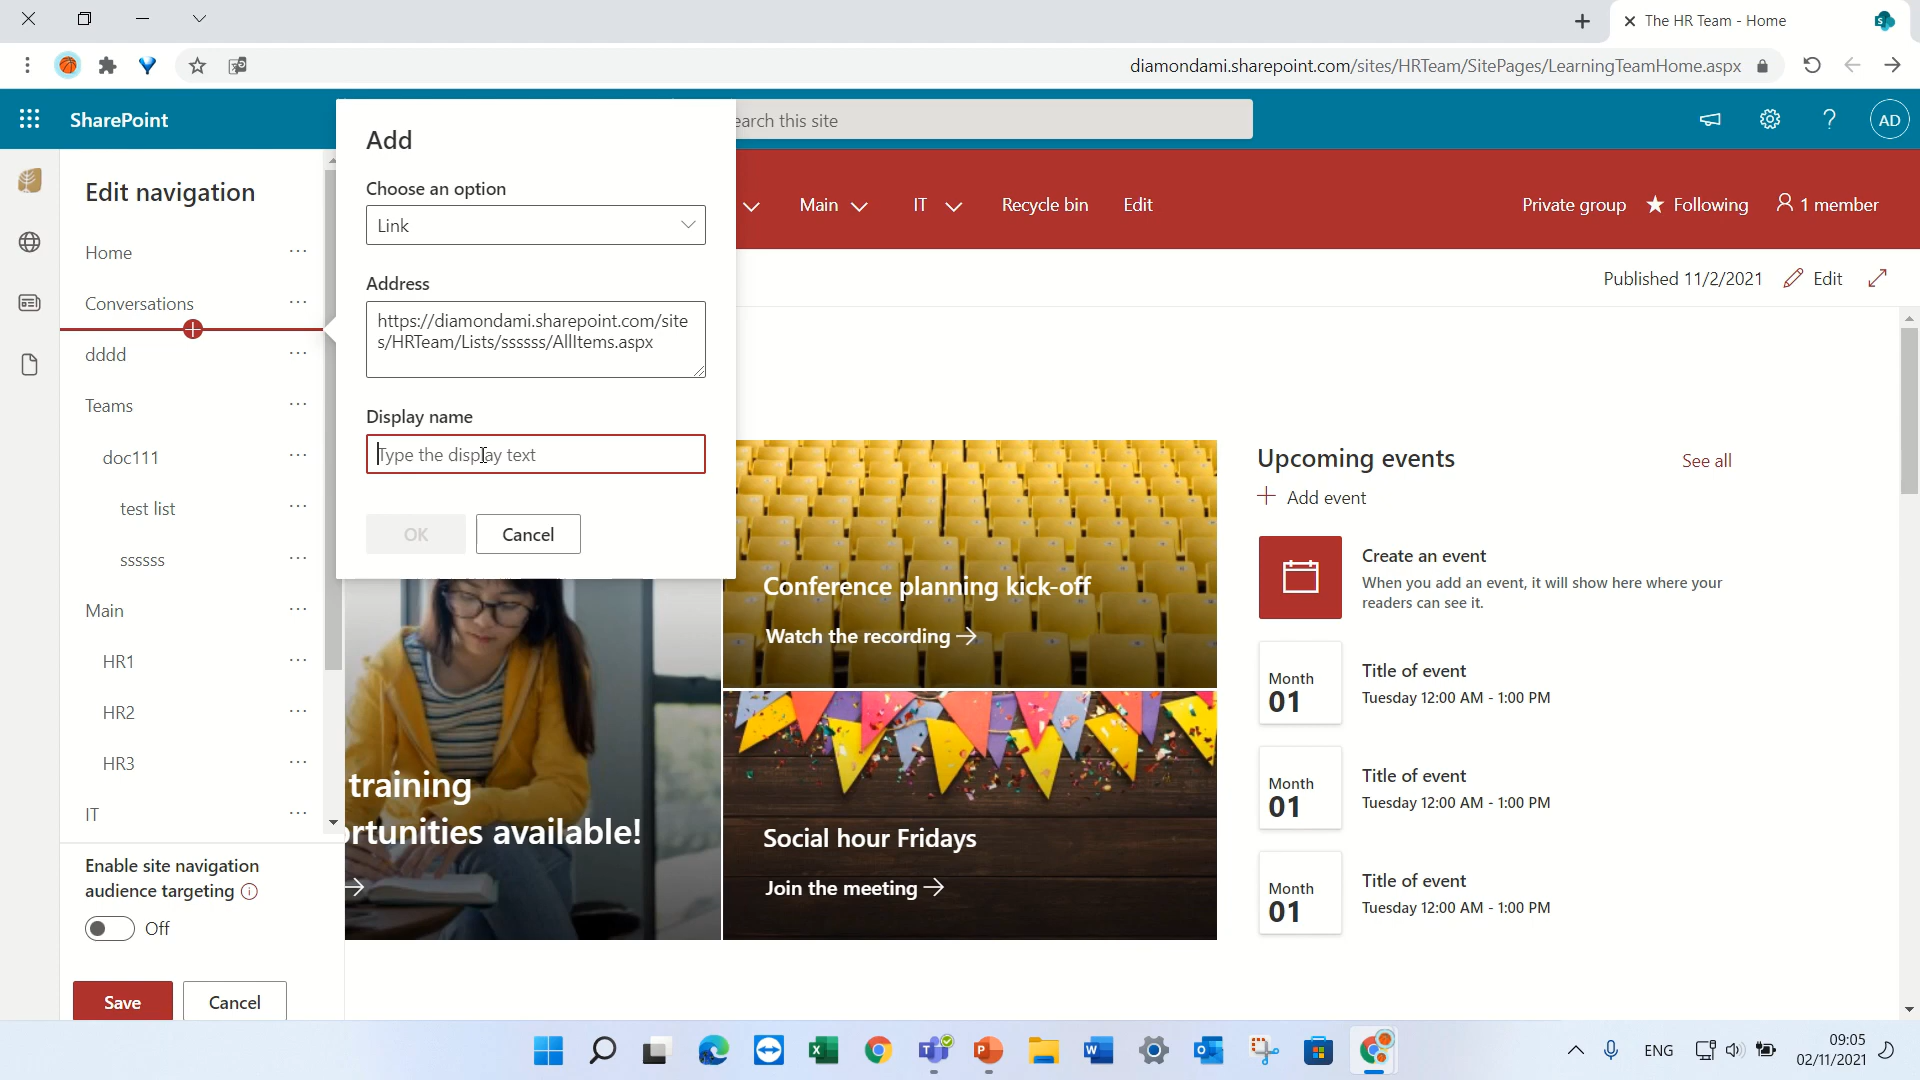 The HR Team - Home
diamondami.sharepoint.com/sites/HRTeam/SitePages/LearningTeamHome.aspx
SharePoint
earch this site
AD
Main
IT
Recycle bin
Edit
Private group
Following
1 member
Published 11/2/2021
Edit
Edit navigation
Home
Conversations
dddd
Teams
doc111
test list
ssssss
Main
HR1
HR2
HR3
IT
Enable site navigation
audience targeting
Off
Save
Cancel
Add
Choose an option
Link
Address
https://diamondami.sharepoint.com/site
s/HRTeam/Lists/ssssss/AllItems.aspx
Display name
Type the display text
OK
Cancel
training
ortunities available!
Conference planning kick-off
Watch the recording
Social hour Fridays
Join the meeting
Upcoming events
See all
Add event
Create an event
When you add an event, it will show here where your
readers can see it.
Month
01
Title of event
Tuesday 12:00 AM - 1:00 PM
Month
01
Title of event
Tuesday 12:00 AM - 1:00 PM
Month
01
Title of event
Tuesday 12:00 AM - 1:00 PM
ENG
09:05
02/11/2021